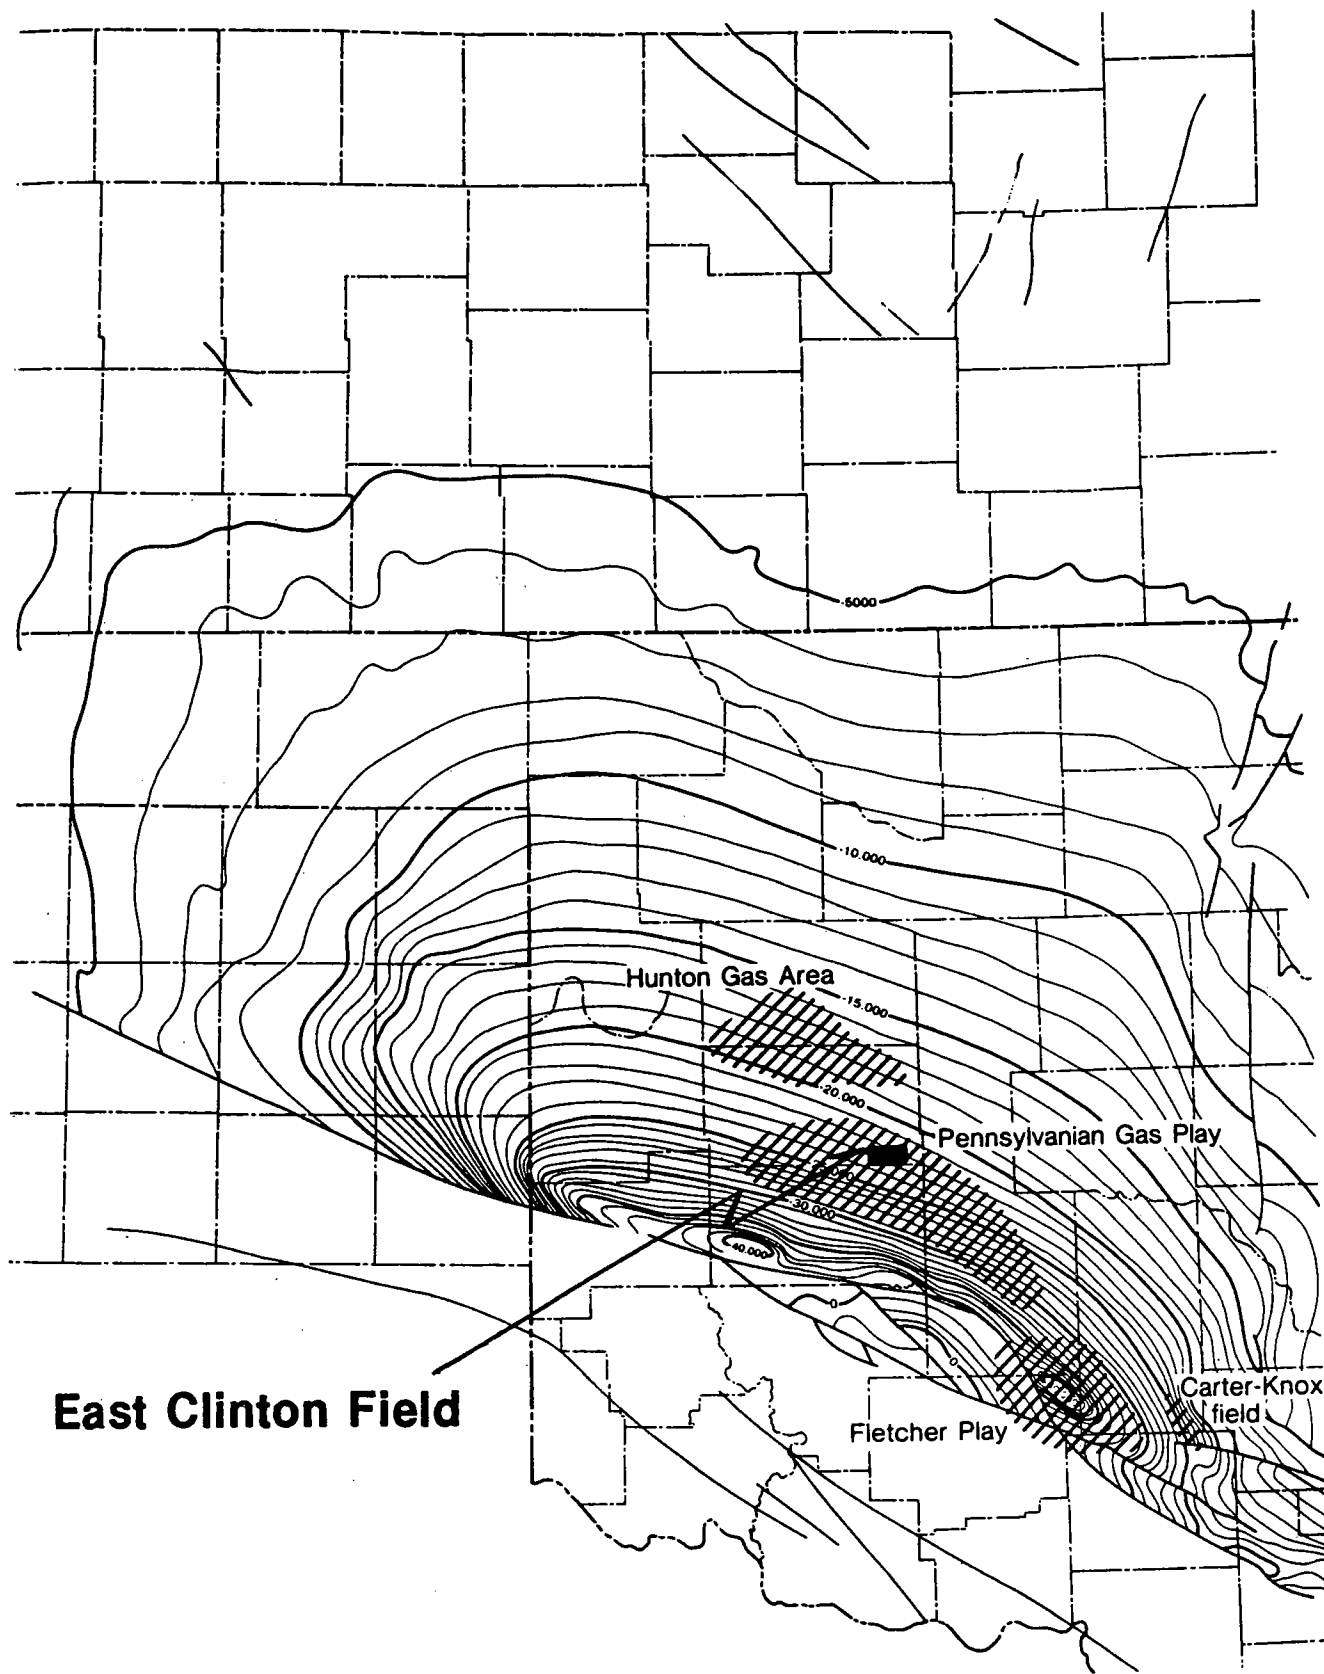 -5000
-10.000
Hunton Gas Area
-15.000
-20.000
Pennsylvanian Gas Play
-30.000
-40.000
0
0
East Clinton Field
Carter-Knox
field
Fletcher Play